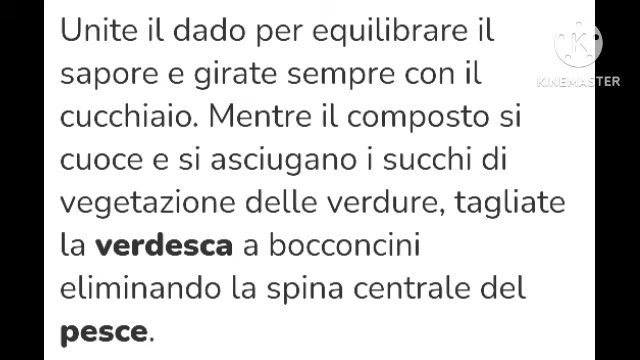 Unite il dado per equilibrare il
sapore e girate sempre con il
cucchiaio. Mentre il composto si
cuoce e si asciugano i succhi di
vegetazione delle verdure, tagliate
la verdesca a bocconcini
eliminando la spina centrale del
pesce.
K
KINEMASTER